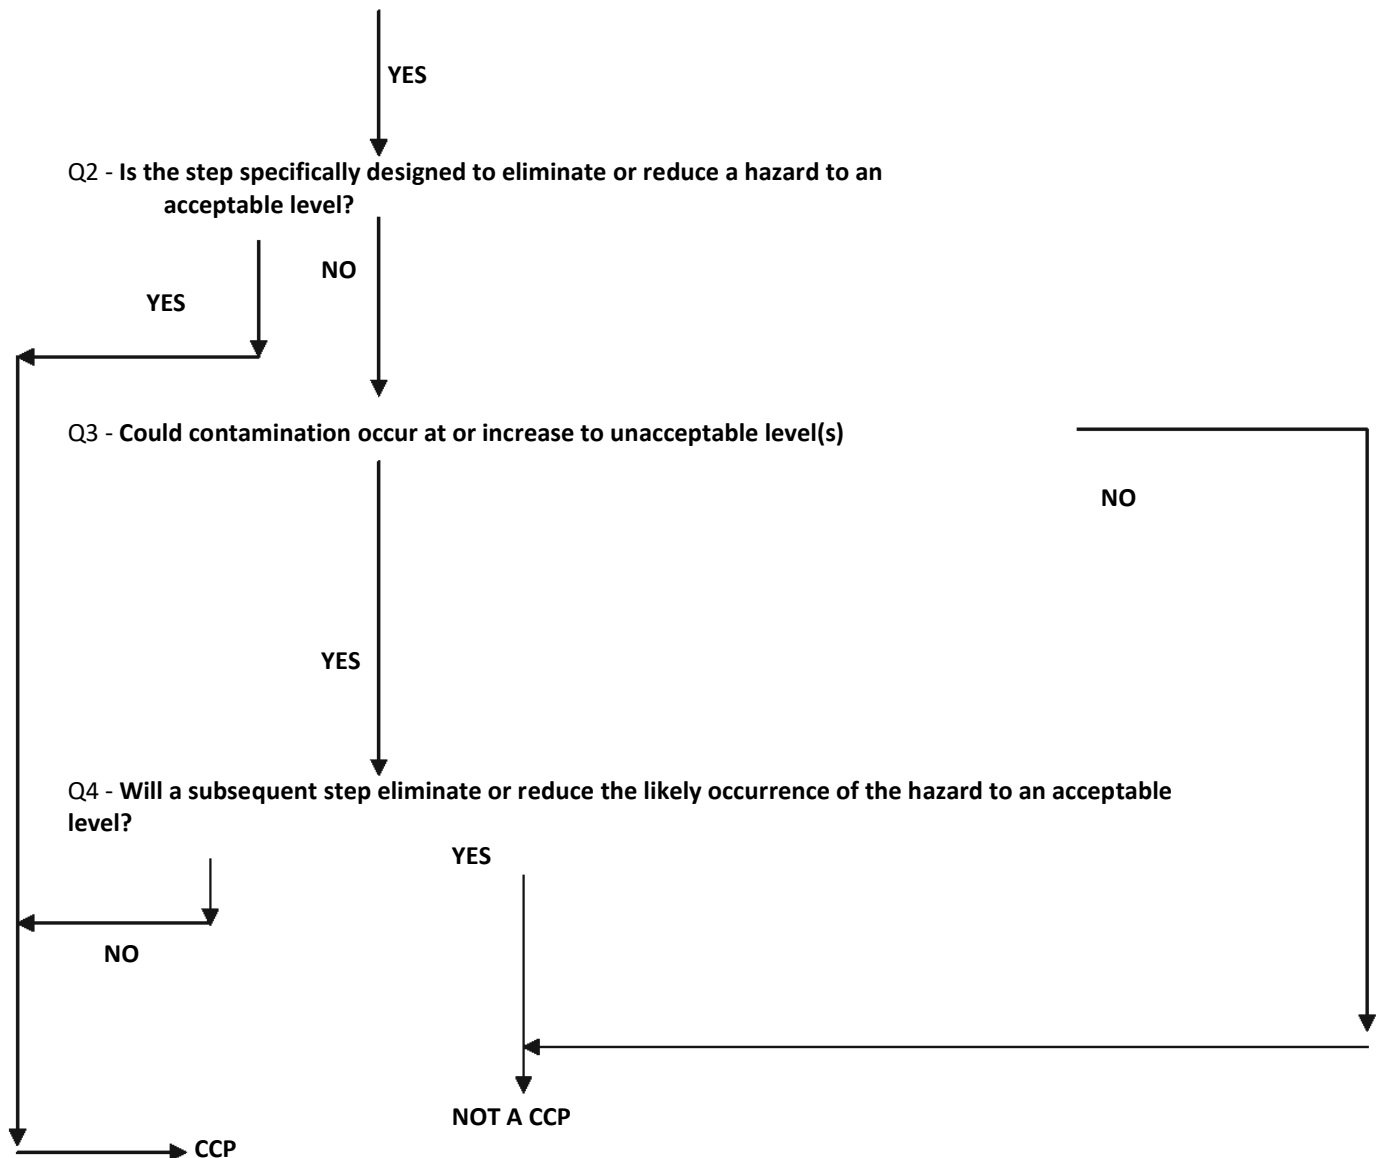 YES
Q2 - Is the step specifically designed to eliminate or reduce a hazard to an
acceptable level?
NO
YES
Q3 - Could contamination occur at or increase to unacceptable level(s)
NO
YES
Q4 - Will a subsequent step eliminate or reduce the likely occurrence of the hazard to an acceptable
level?
YES
NO
NOT A CCP
CCP